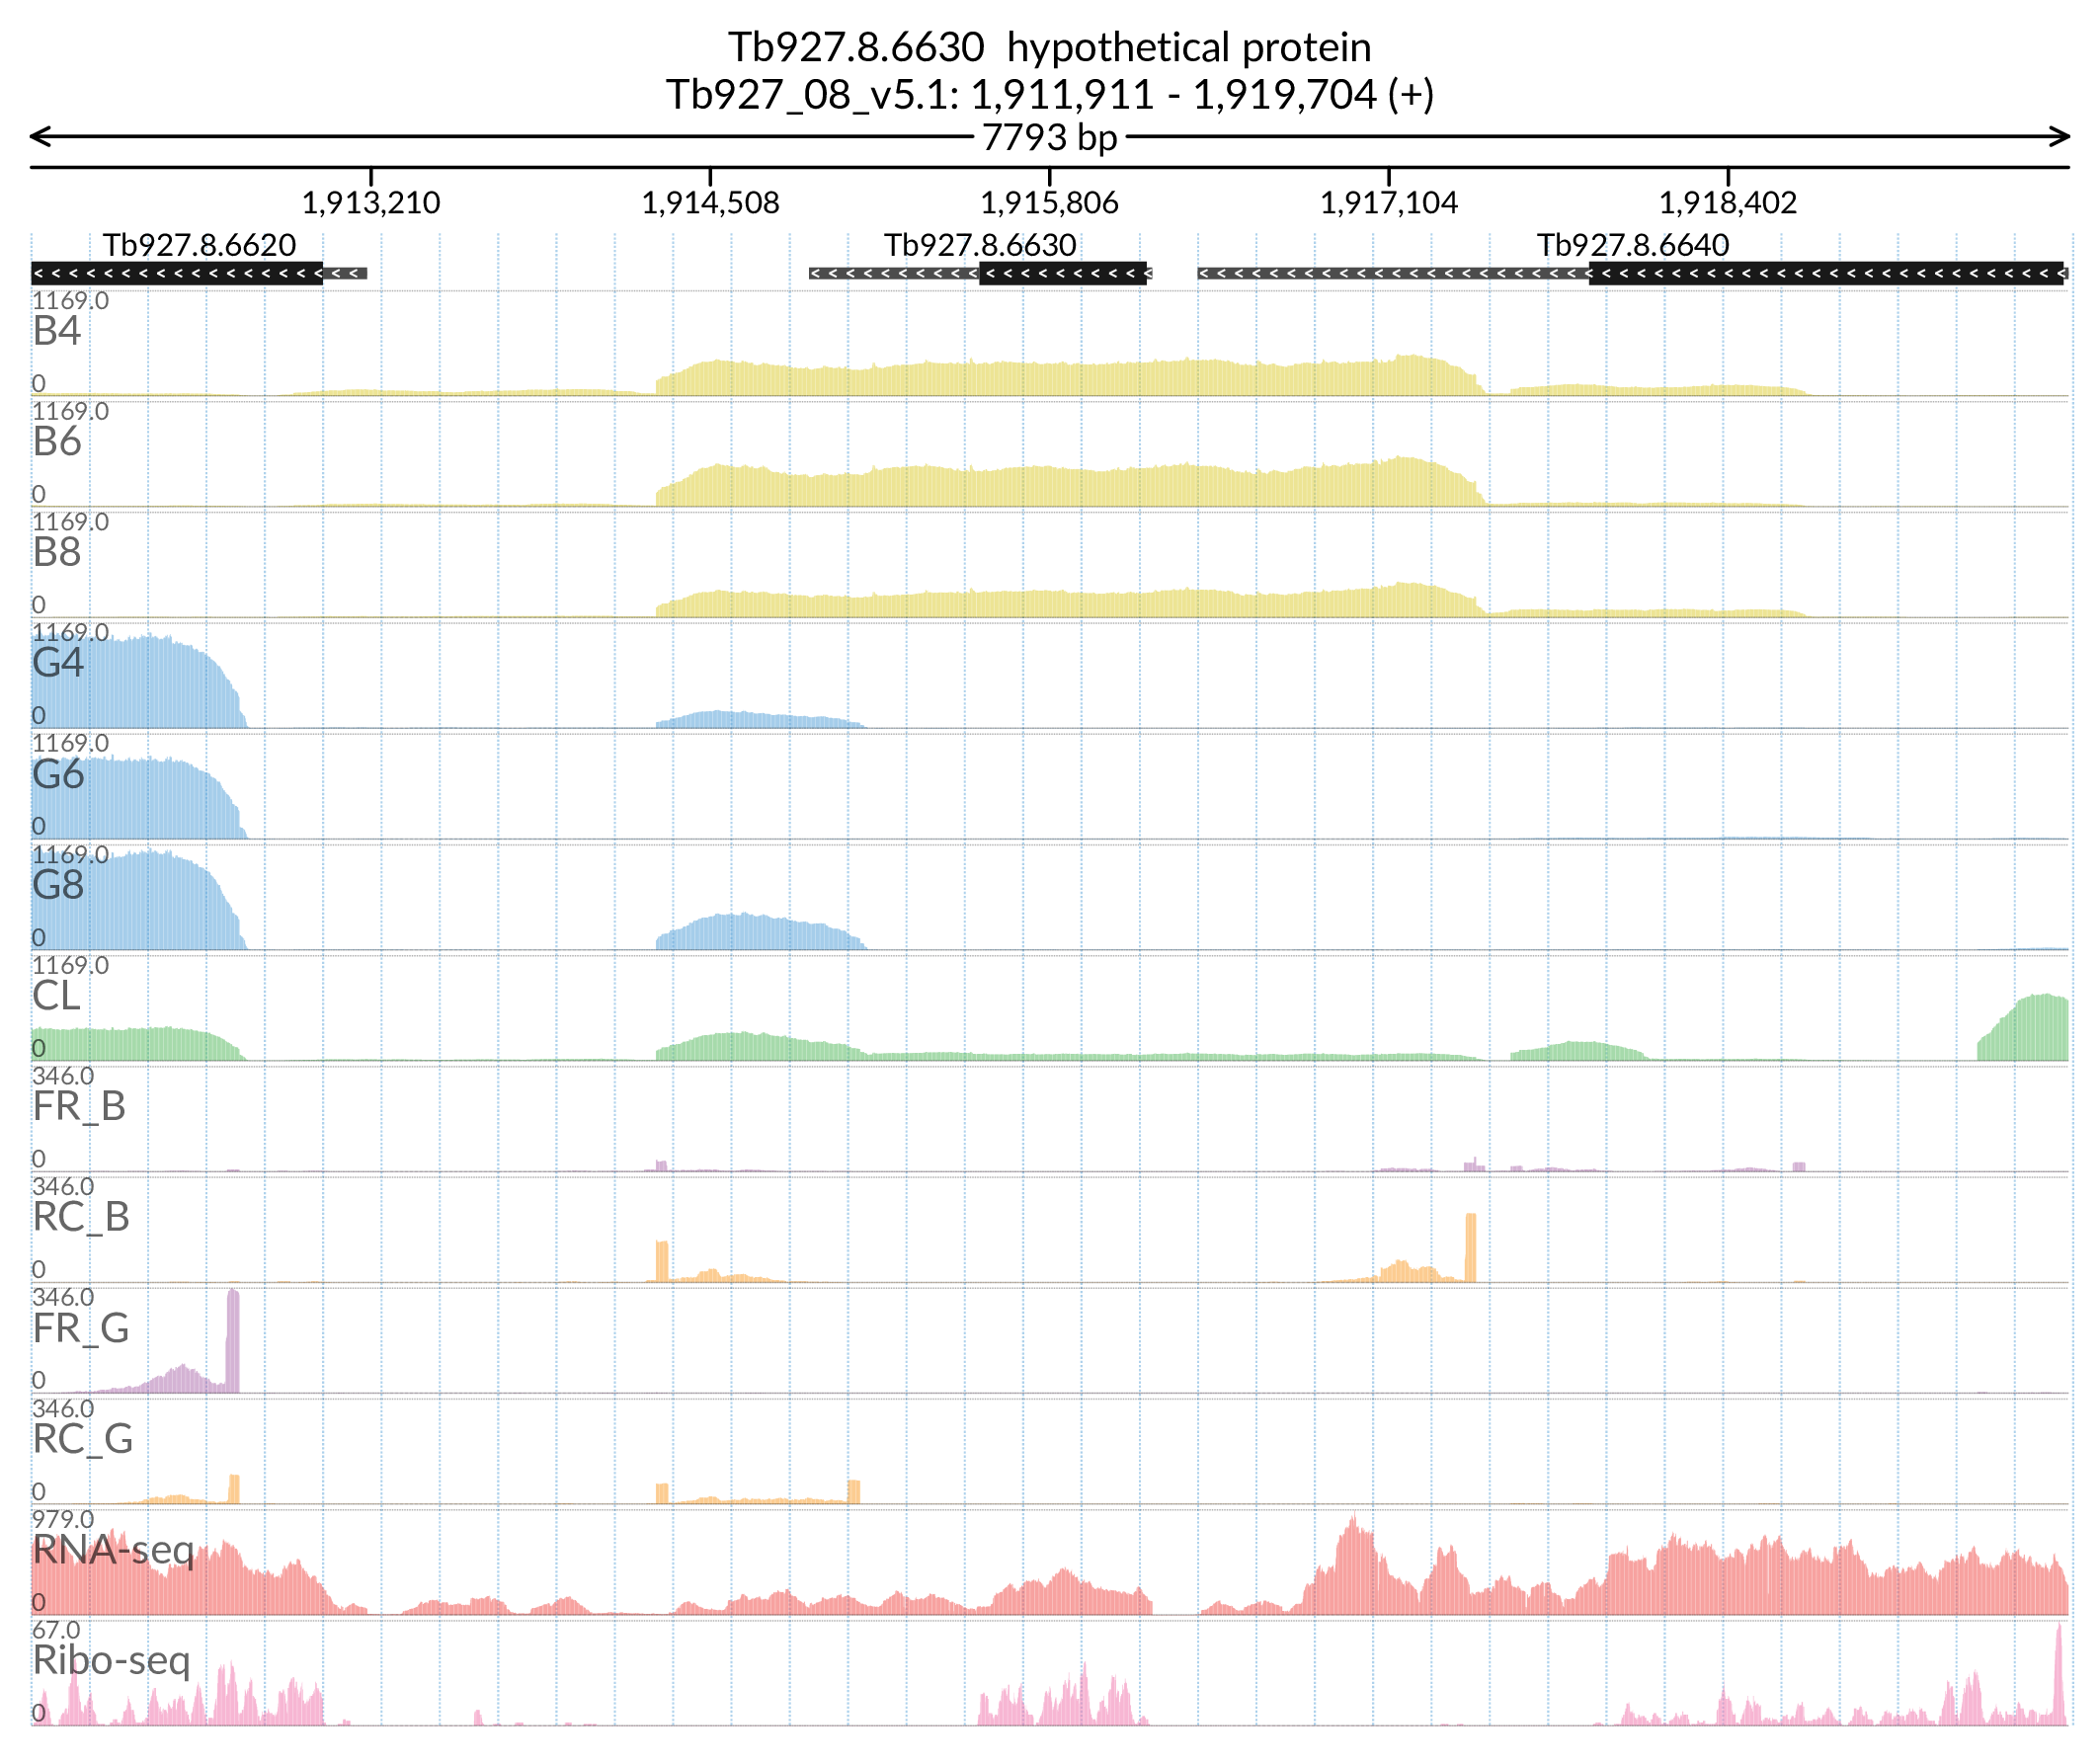 Tb927.8.6630 hypothetical protein
Tb927_08_v5.1: 1,911,911 - 1,919,704 (+)
7793 bp
1,913,210 1,914,508 1,915,806 1,917,104 1,918,402
Tb927.8.6620 Tb927.8.6630 Tb927.8.6640
1169.0
B4
0
1169.0
B6
0
1169.0
B8
0
1169.0
G4
0
1169.0
G6
0
1169.0
G8
0
1169.0
CL
0
346.0
FR_B
0
346.0
RC_B
0
346.0
FR_G
0
346.0
RC_G
0
979.0
RNA-seq
0
67.0
Ribo-seq
0